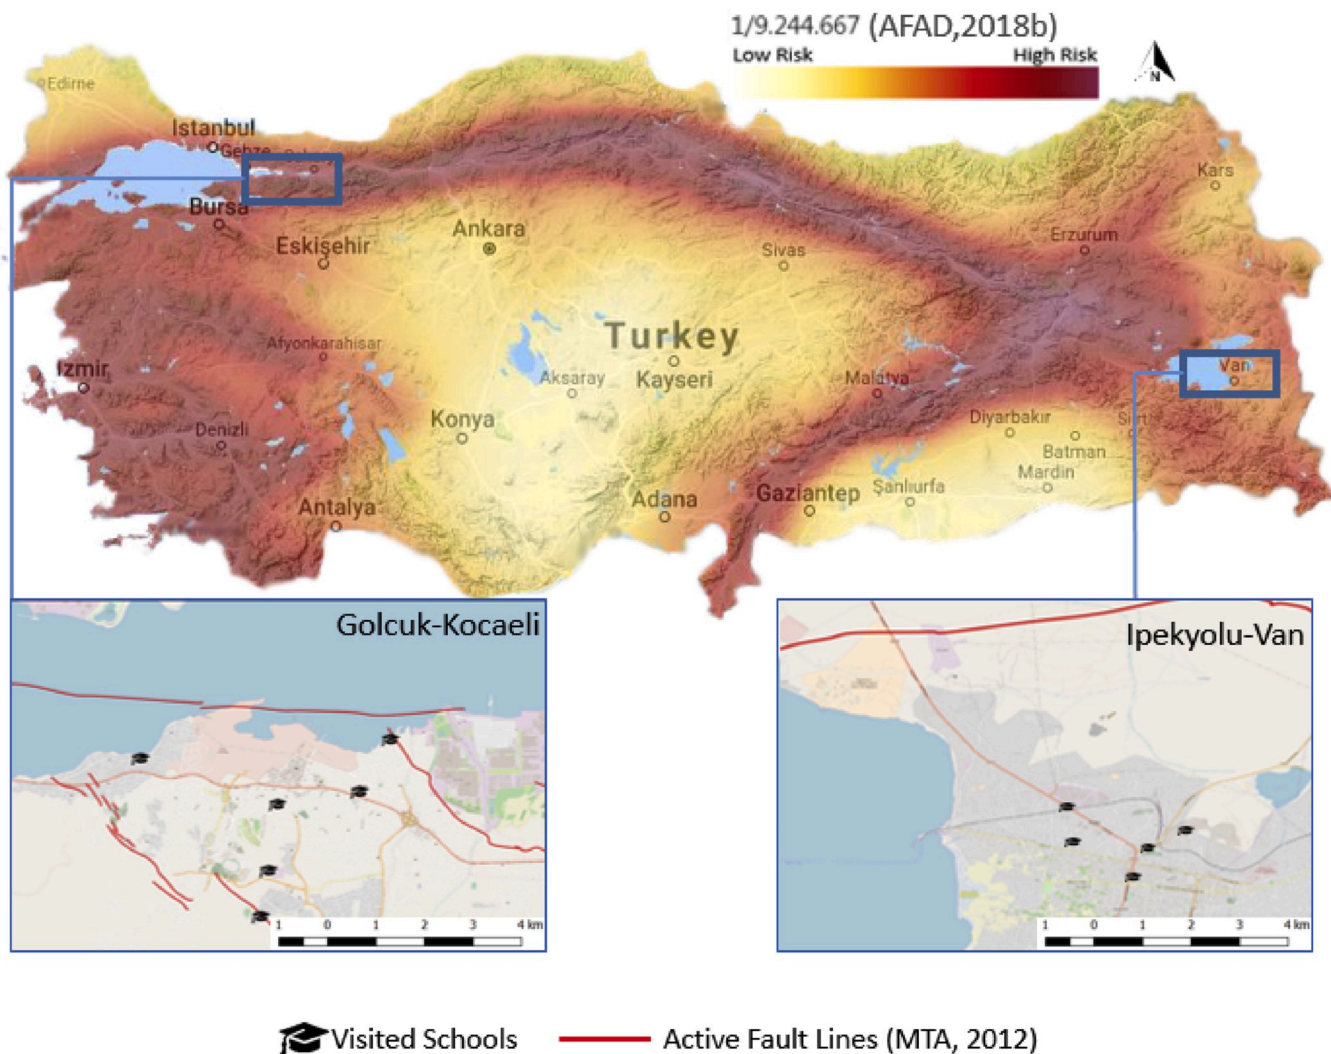 1/9.244.667 (AFAD,2018b)
Low Risk High Risk
N
Edirne
Istanbul
Gebze
Kars
Bursa
Ankara
Eskişehir
Sivas
Erzurum
Turkey
Afyonkarahisar
Izmir
Aksaray
Kayseri
Malatya
Van
Konya
Diyarbakır
Siirt
Denizli
Batman
Mardin
Antalya
Adana
Gaziantep
Şanlıurfa
Golcuk-Kocaeli
Ipekyolu-Van
1 0 1 2 3 4 km
1 0 1 2 3 4 km
Visited Schools
Active Fault Lines (MTA, 2012)